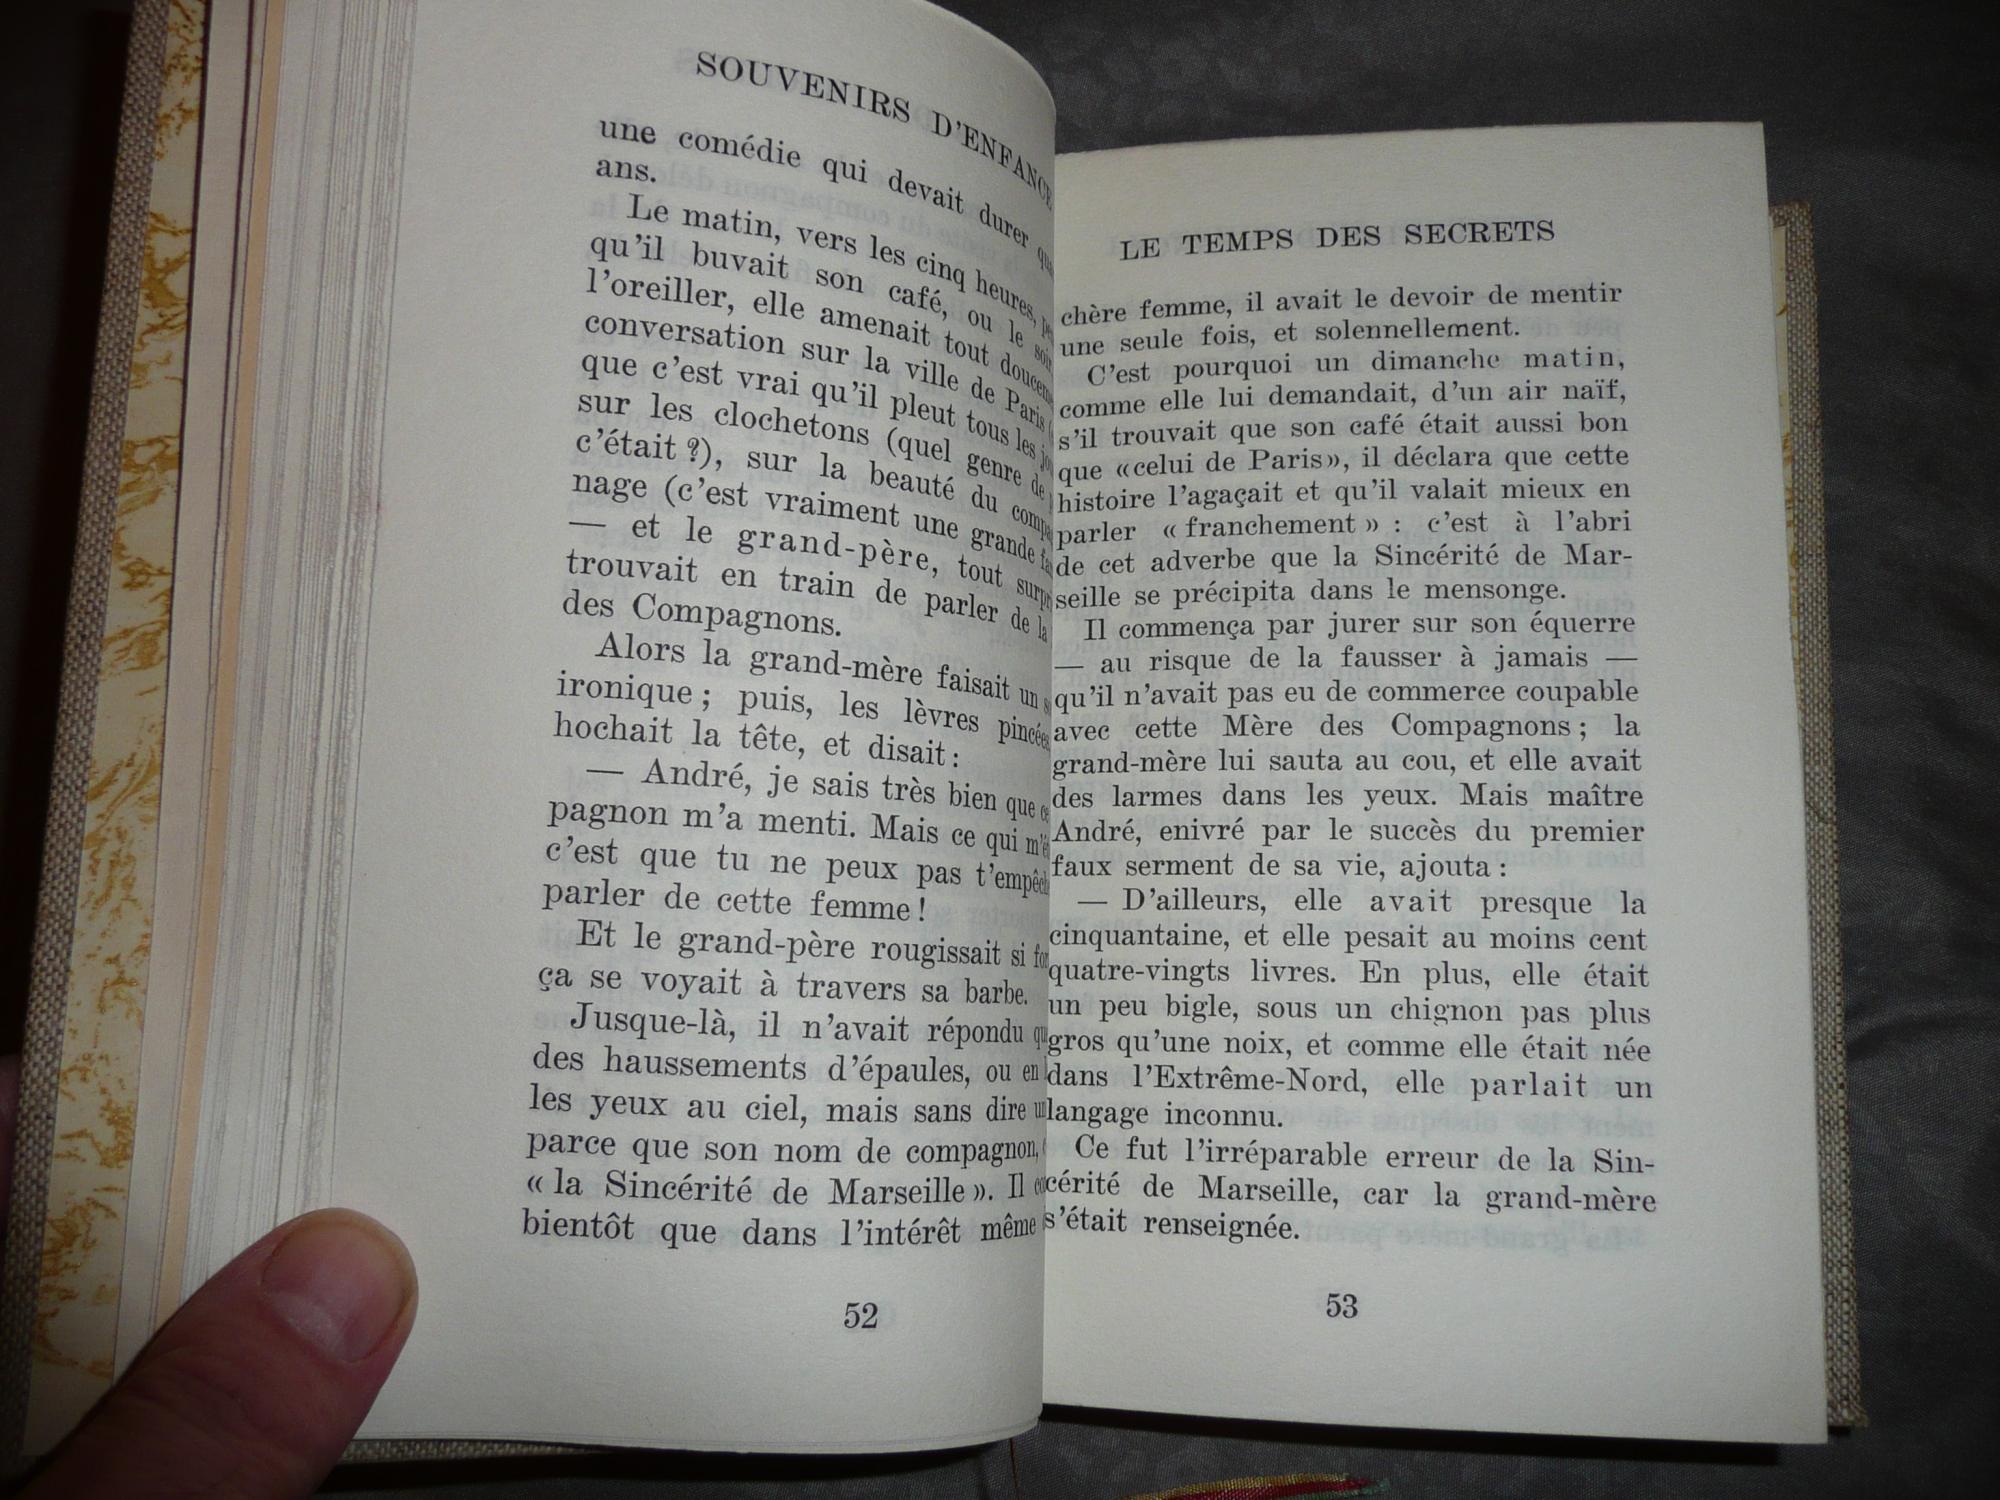 SOUVENIRS D'ENFANCE
une comédie qui devait durer
ans.
Le matin, vers les cinq heures,
qu'il buvait son café, ou le soir
l'oreiller, elle amenait tout
conversation sur la ville de Paris
que c'est vrai qu'il pleut tous les
sur les clochetons (quel genre de
c'était ?), sur la beauté du
nage (c'est vraiment une grande
— et le grand-père, tout
trouvait en train de parler de la
des Compagnons.
Alors la grand-mère faisait un
ironique ; puis, les lèvres pincées
hochait la tête, et disait :
— André, je sais très bien que
pagnon m'a menti. Mais ce qui
c'est que tu ne peux pas
parler de cette femme !
Et le grand-père rougissait si
ça se voyait à travers sa barbe.
Jusque-là, il n'avait répondu
des haussements d'épaules, ou en
les yeux au ciel, mais sans dire
parce que son nom de compagnon,
« la Sincérité de Marseille ». Il
bientôt que dans l'intérêt même
52
LE TEMPS DES SECRETS
chère femme, il avait le devoir de mentir
une seule fois, et solennellement.
C'est pourquoi un dimanche matin,
comme elle lui demandait, d'un air naïf,
s'il trouvait que son café était aussi bon
que «celui de Paris», il déclara que cette
histoire l'agaçait et qu'il valait mieux en
parler « franchement » : c'est à l'abri
de cet adverbe que la Sincérité de Mar-
seille se précipita dans le mensonge.
Il commença par jurer sur son équerre
— au risque de la fausser à jamais —
qu'il n'avait pas eu de commerce coupable
avec cette Mère des Compagnons ; la
grand-mère lui sauta au cou, et elle avait
des larmes dans les yeux. Mais maître
André, enivré par le succès du premier
faux serment de sa vie, ajouta :
— D'ailleurs, elle avait presque la
cinquantaine, et elle pesait au moins cent
quatre-vingts livres. En plus, elle était
un peu bigle, sous un chignon pas plus
gros qu'une noix, et comme elle était née
dans l'Extrême-Nord, elle parlait un
langage inconnu.
Ce fut l'irréparable erreur de la Sin-
cérité de Marseille, car la grand-mère
s'était renseignée.
53